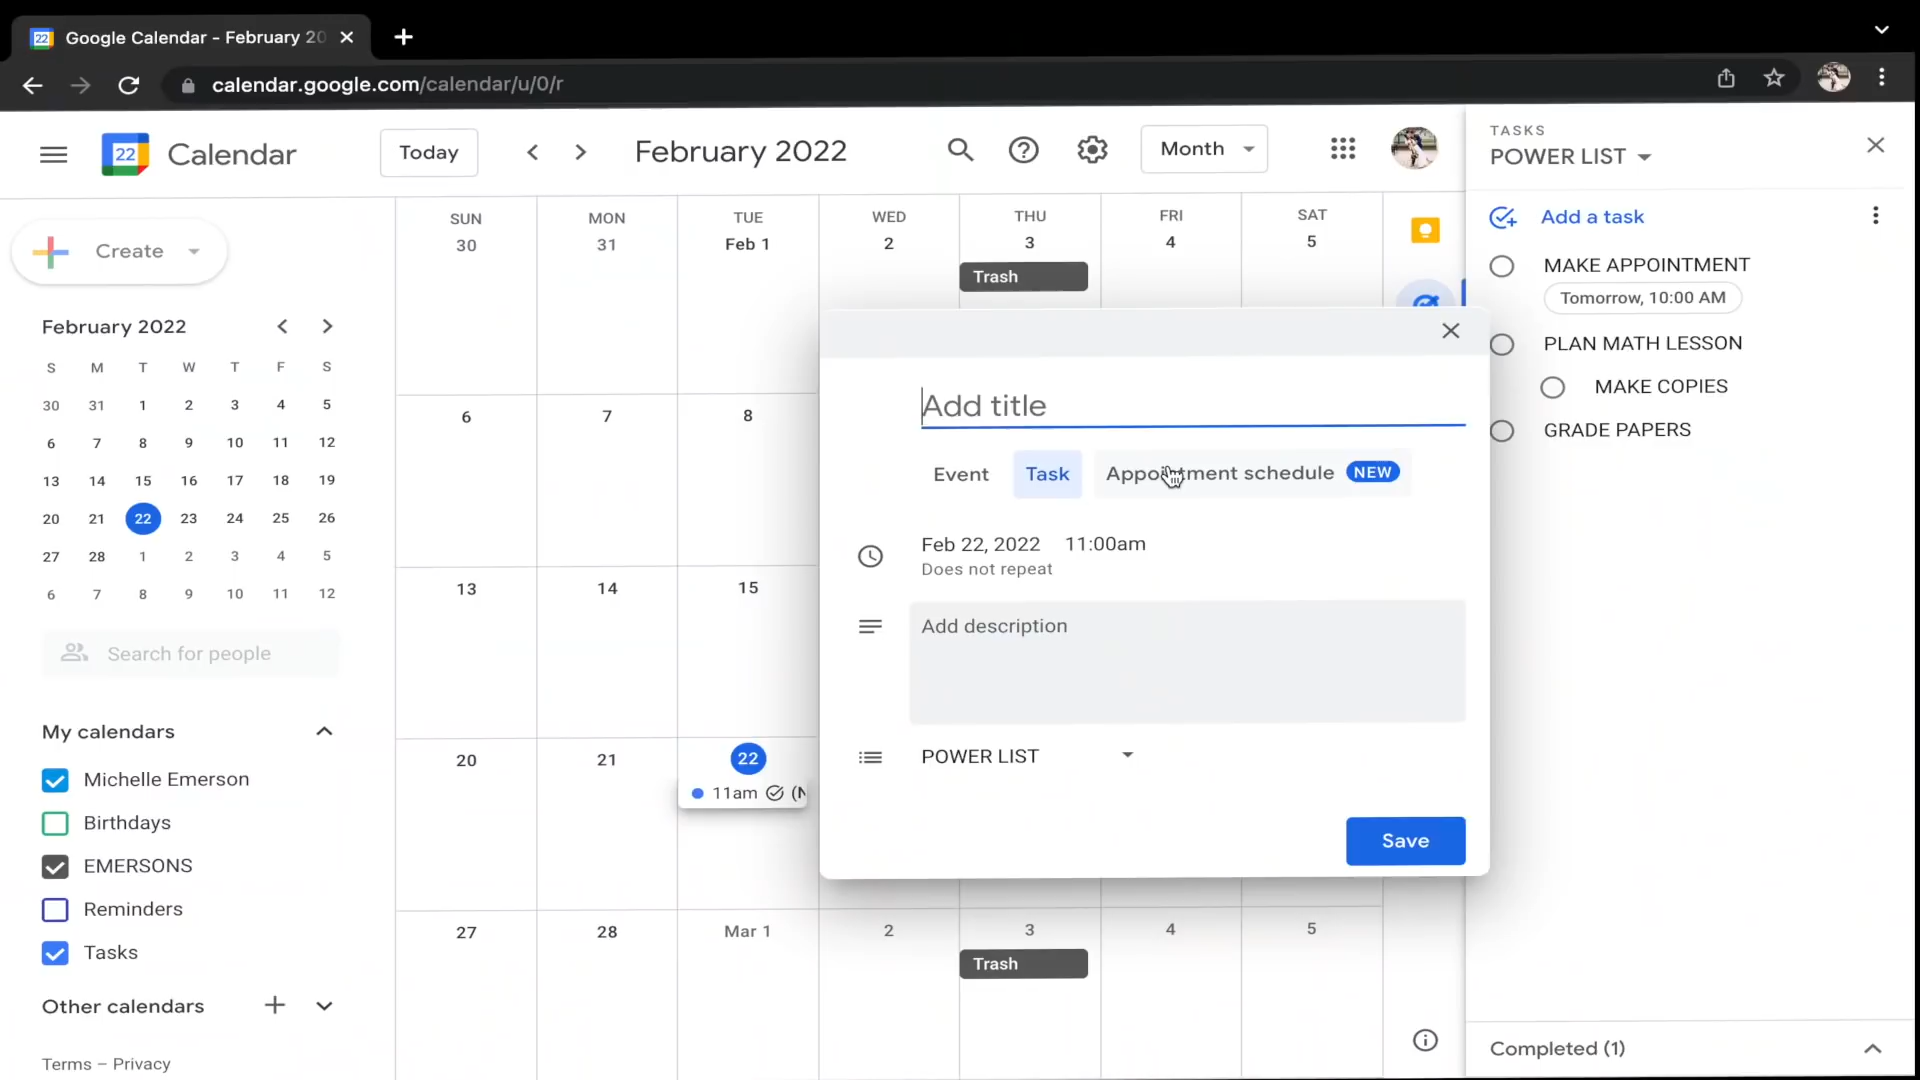 22 Google Calendar - February 20
calendar.google.com/calendar/u/0/r
22 Calendar
Today
February 2022
Month
Create
February 2022
S M T W T F S
30 31 1 2 3 4 5
6 7 8 9 10 11 12
13 14 15 16 17 18 19
20 21 22 23 24 25 26
27 28 1 2 3 4 5
6 7 8 9 10 11 12
Search for people
My calendars
Michelle Emerson
Birthdays
EMERSONS
Reminders
Tasks
Other calendars
Terms – Privacy
SUN MON TUE WED THU FRI SAT
30 31 Feb 1 2 3 4 5
Trash
6 7 8
13 14 15
20 21 22
11am (N
27 28 Mar 1 2 3 4 5
Trash
Add title
Event Task Appointment schedule NEW
Feb 22, 2022 11:00am
Does not repeat
Add description
POWER LIST
Save
TASKS
POWER LIST
Add a task
MAKE APPOINTMENT
Tomorrow, 10:00 AM
PLAN MATH LESSON
MAKE COPIES
GRADE PAPERS
Completed (1)